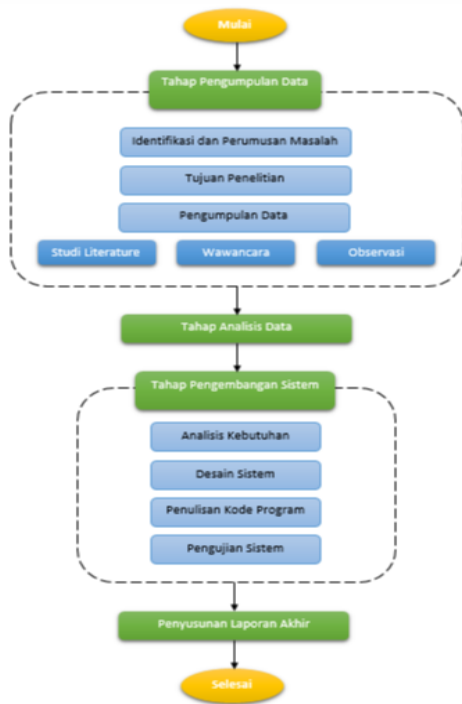 Mulai
Tahap Pengumpulan Data
Identifikasi dan Perumusan Masalah
Tujuan Penelitian
Pengumpulan Data
Studi Literature
Wawancara
Observasi
Tahap Analisis Data
Tahap Pengembangan Sistem
Analisis Kebutuhan
Desain Sistem
Penulisan Kode Program
Pengujian Sistem
Penyusunan Laporan Akhir
Selesai